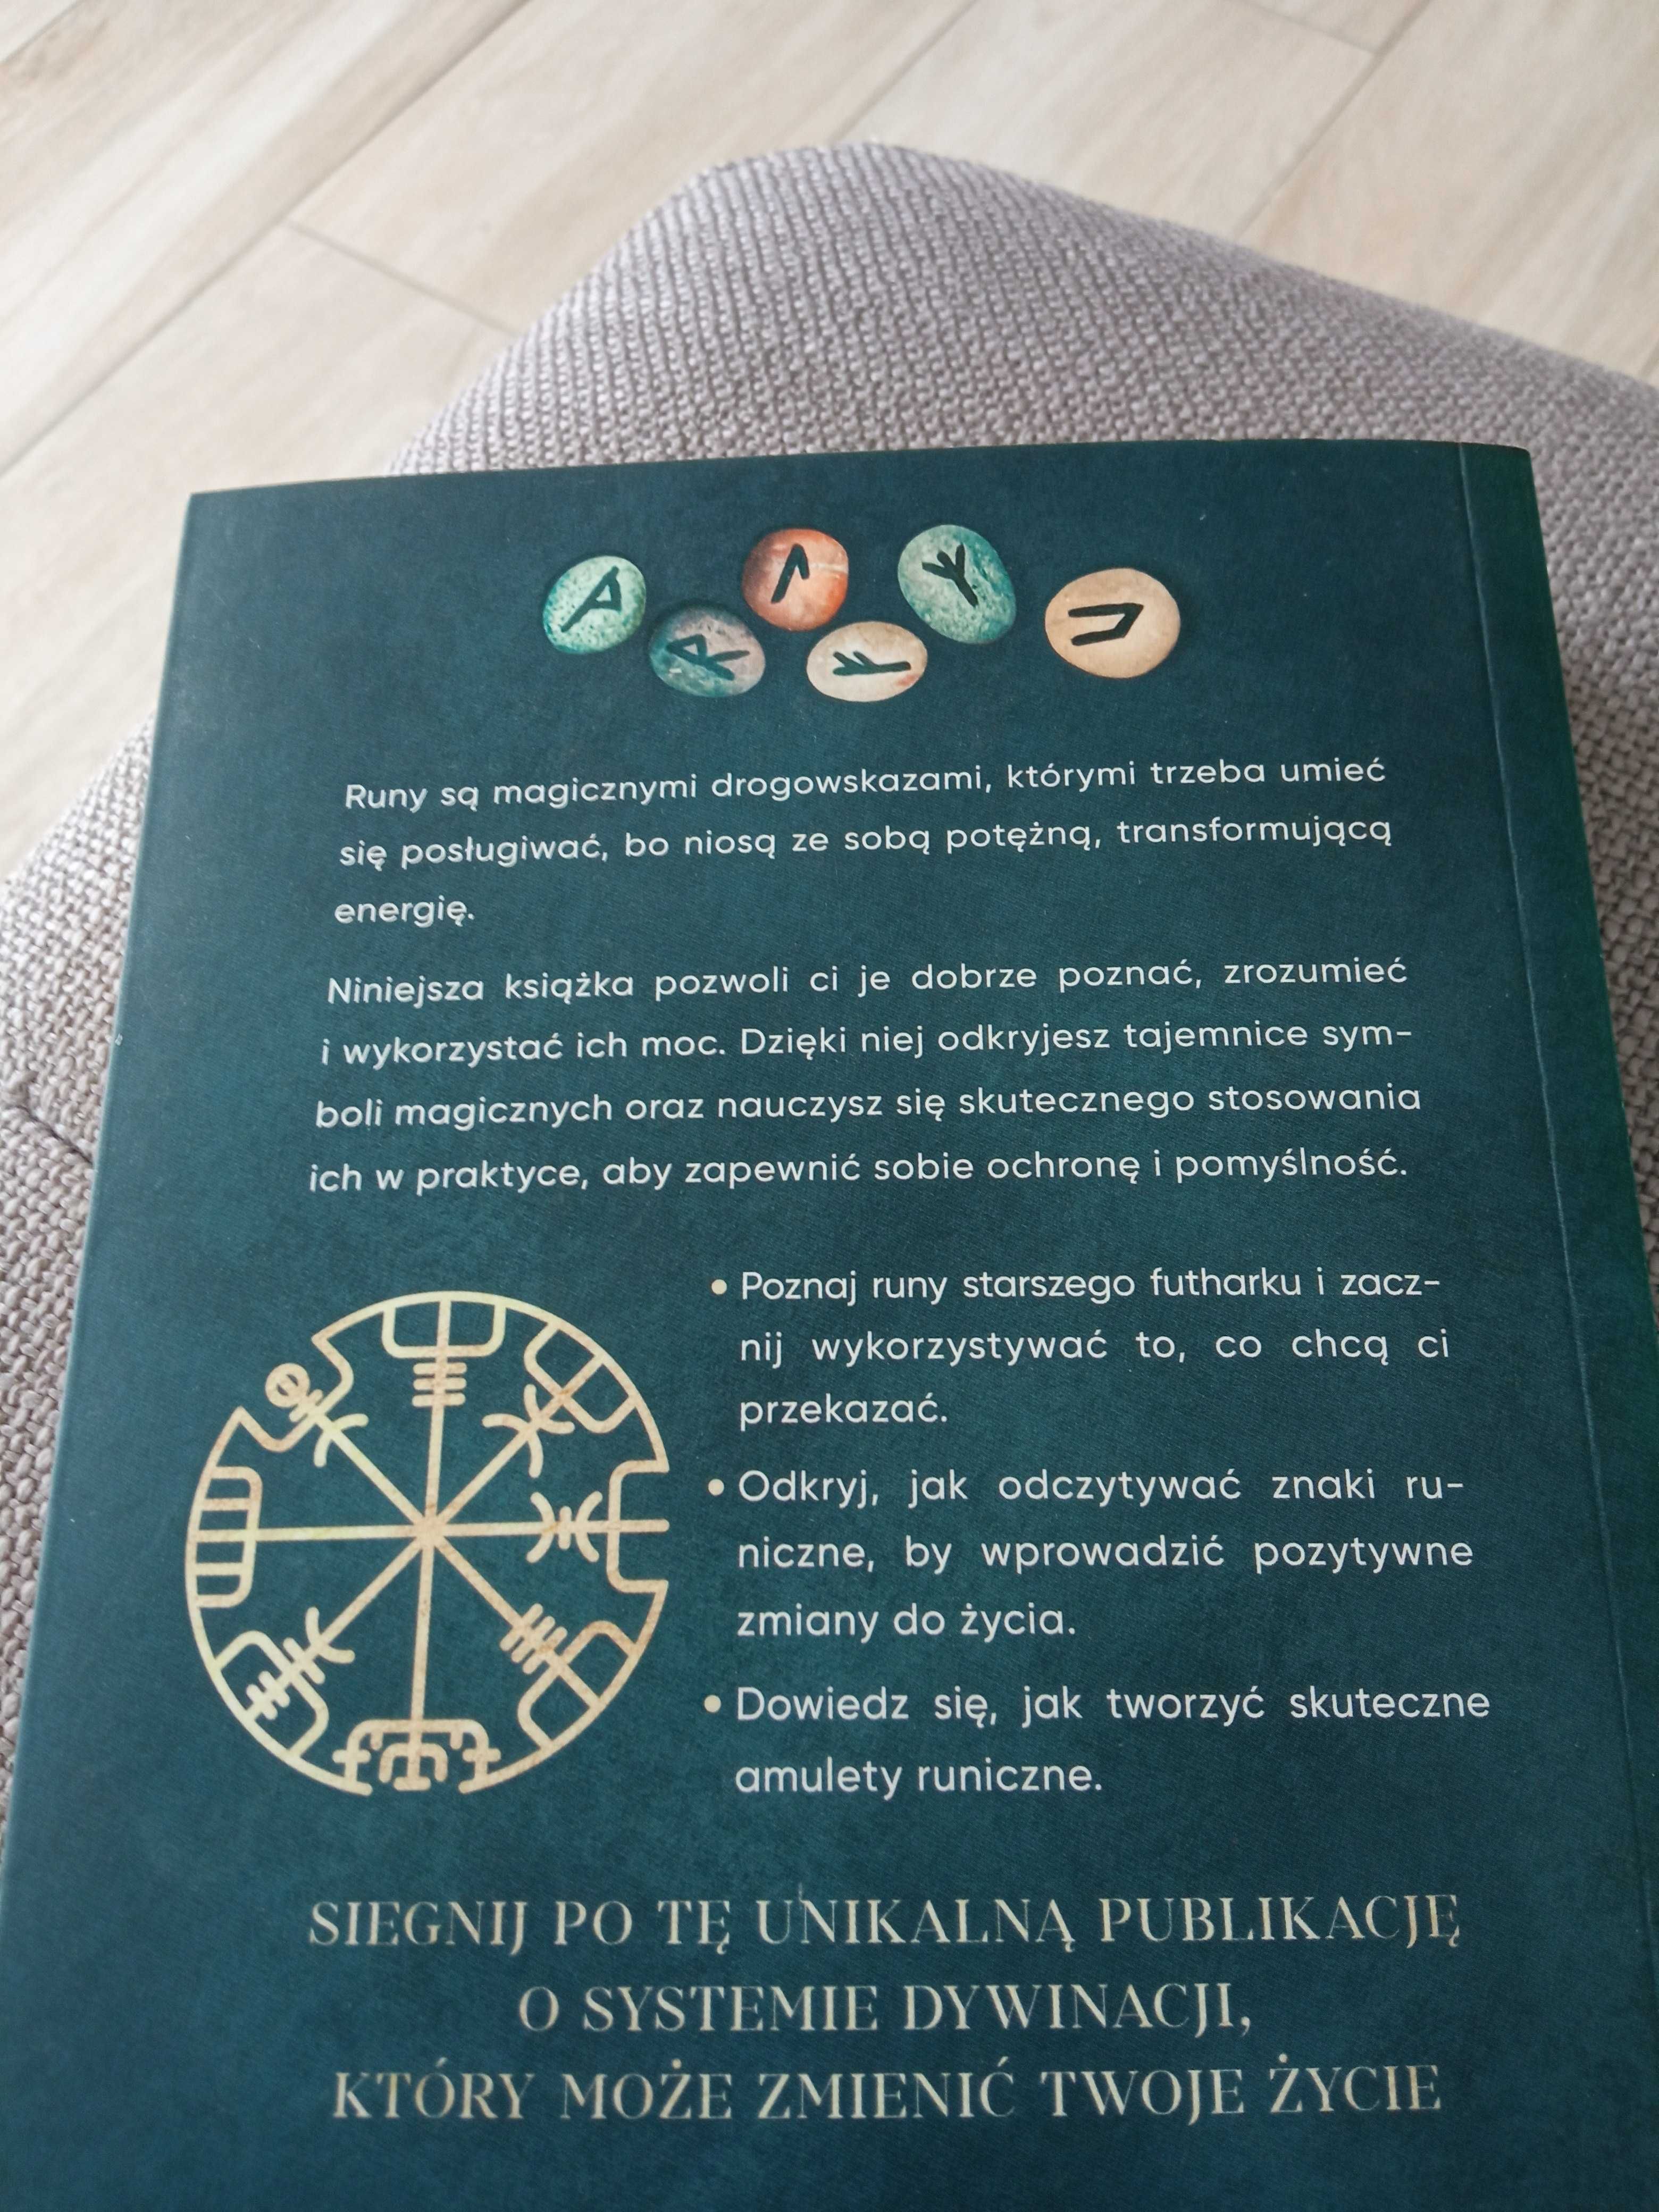 Runy są magicznymi drogowskazami, którymi trzeba umieć
się posługiwać, bo niosą ze sobą potężną, transformującą
energię.
Niniejsza książka pozwoli ci je dobrze poznać, zrozumieć
i wykorzystać ich moc. Dzięki niej odkryjesz tajemnice sym-
boli magicznych oraz nauczysz się skutecznego stosowania
ich w praktyce, aby zapewnić sobie ochronę i pomyślność.
• Poznaj runy starszego futharku i zacz-
nij wykorzystywać to, co chcą ci
przekazać.
• Odkryj, jak odczytywać znaki ru-
niczne, by wprowadzić pozytywne
zmiany do życia.
• Dowiedz się, jak tworzyć skuteczne
amulety runiczne.
SIEGNIJ PO TĘ UNIKALNĄ PUBLIKACJĘ
O SYSTEMIE DYWINACJI,
KTÓRY MOŻE ZMIENIĆ TWOJE ŻYCIE